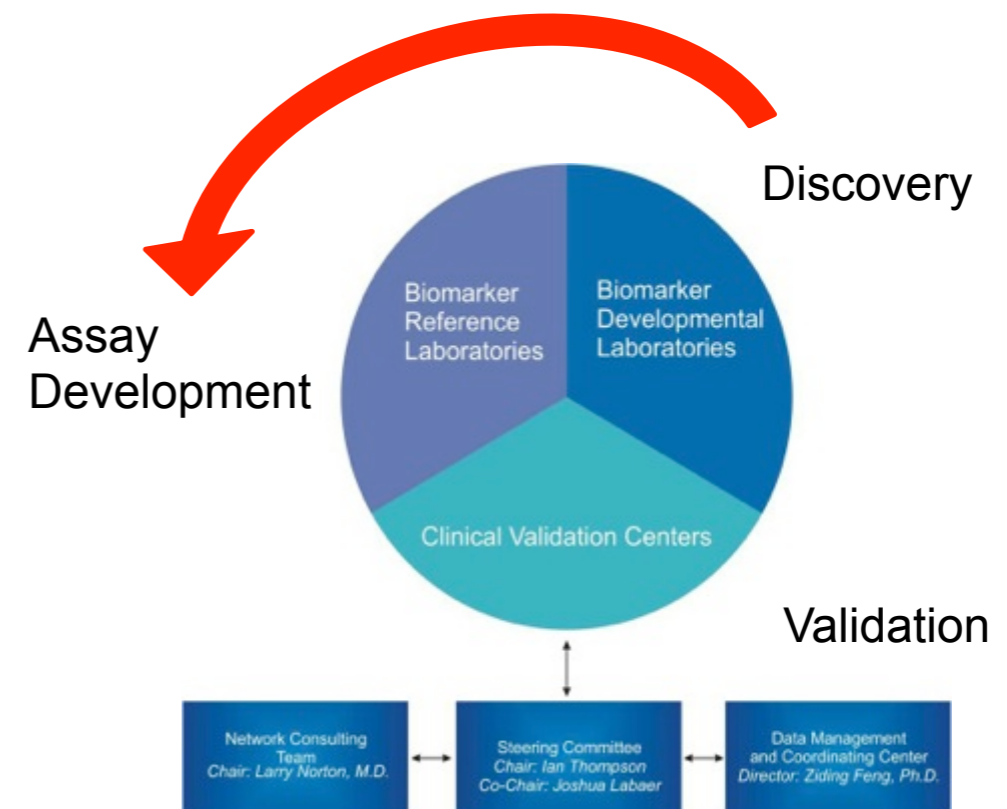 Discovery
Biomarker
Reference
Laboratories
Biomarker
Developmental
Laboratories
Assay
Development
Clinical Validation Centers
Validation
Network Consulting
Team
Chair: Larry Norton, M.D.
Steering Committee
Chair: Ian Thompson
Co-Chair: Joshua Labaer
Data Management
and Coordinating Center
Director: Ziding Feng, Ph.D.